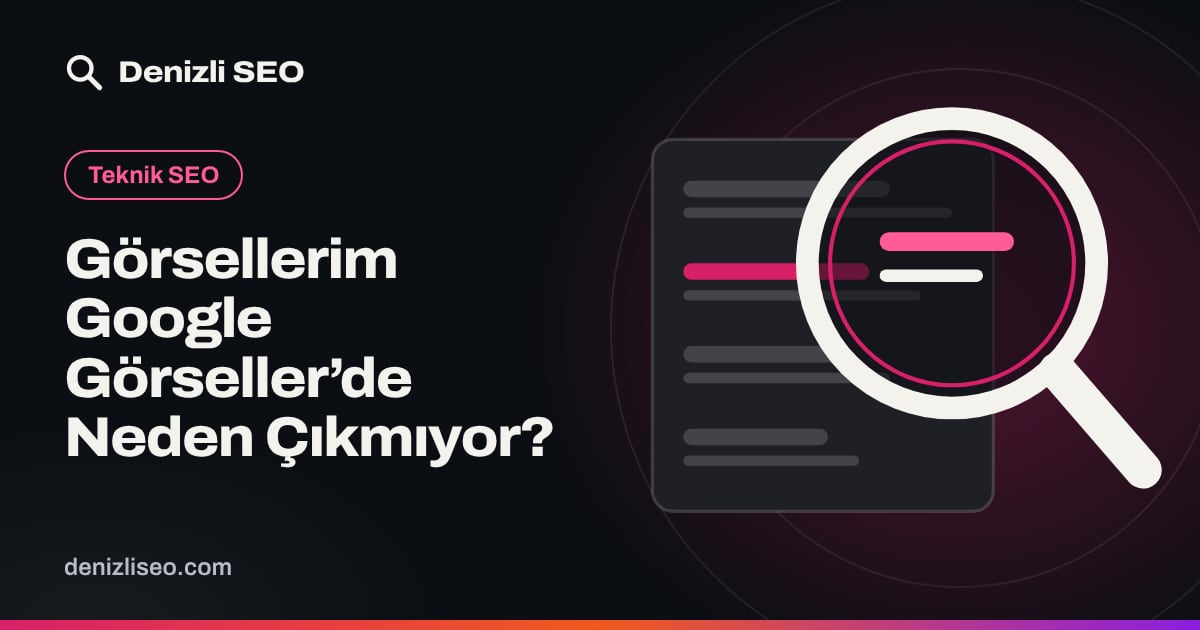 Denizli SEO
Teknik SEO
Görsellerim
Google
Görseller’de
Neden Çıkmıyor?
denizliseo.com